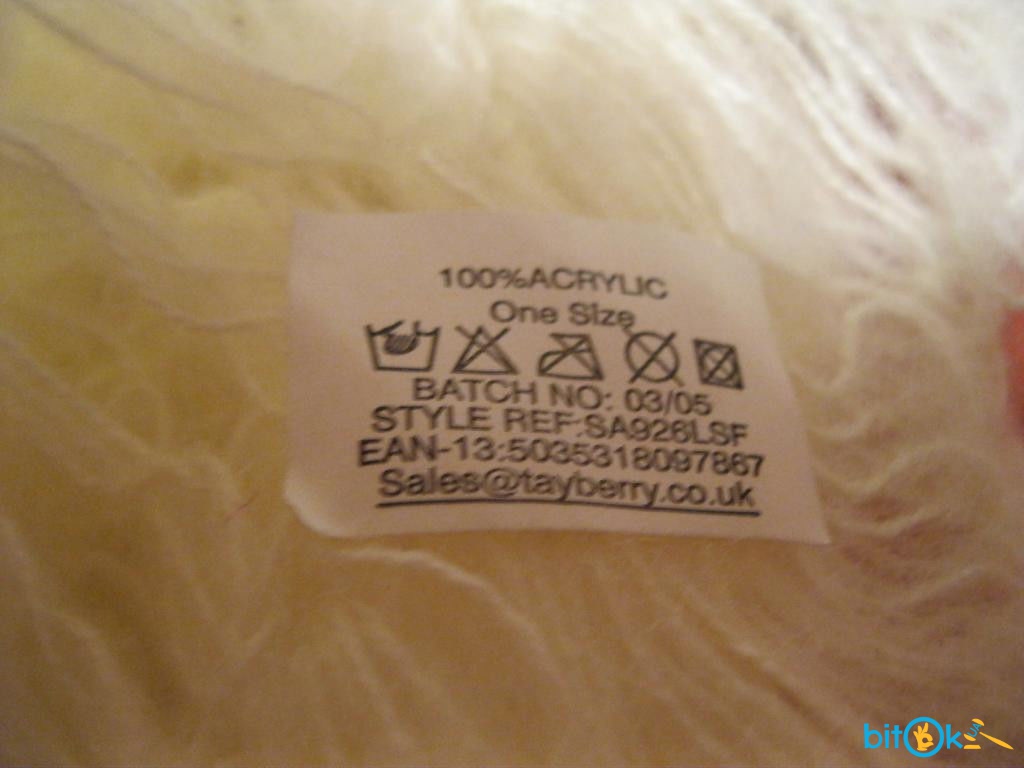 100%ACRYLIC
One Size
BATCH NO: 03/05
STYLE REF:SA926LSF
EAN-13:5035318097867
Sales@tayberry.co.uk
bitOk
UA